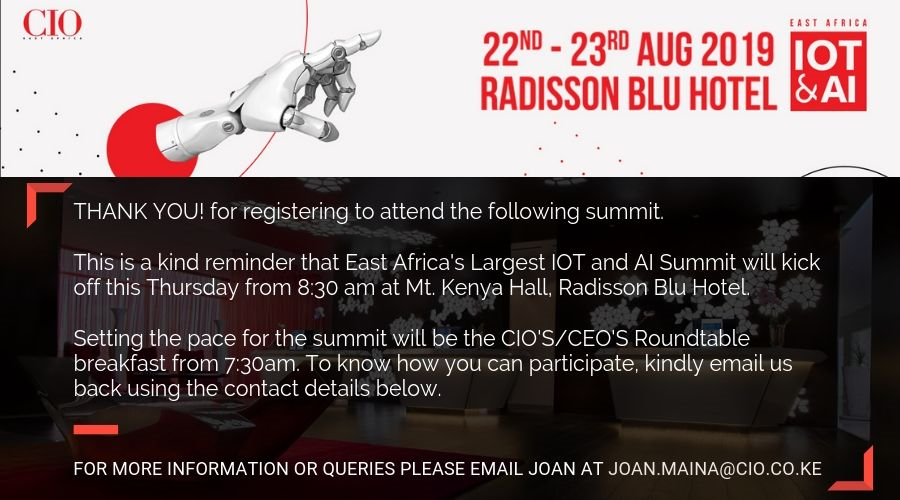 CIO
EAST AFRICA
22ND - 23RD AUG 2019
RADISSON BLU HOTEL
EAST AFRICA
IOT
& AI
THANK YOU! for registering to attend the following summit.
This is a kind reminder that East Africa's Largest IOT and AI Summit will kick
off this Thursday from 8:30 am at Mt. Kenya Hall, Radisson Blu Hotel.
Setting the pace for the summit will be the CIO'S/CEO'S Roundtable
breakfast from 7:30am. To know how you can participate, kindly email us
back using the contact details below.
FOR MORE INFORMATION OR QUERIES PLEASE EMAIL JOAN AT JOAN.MAINA@CIO.CO.KE